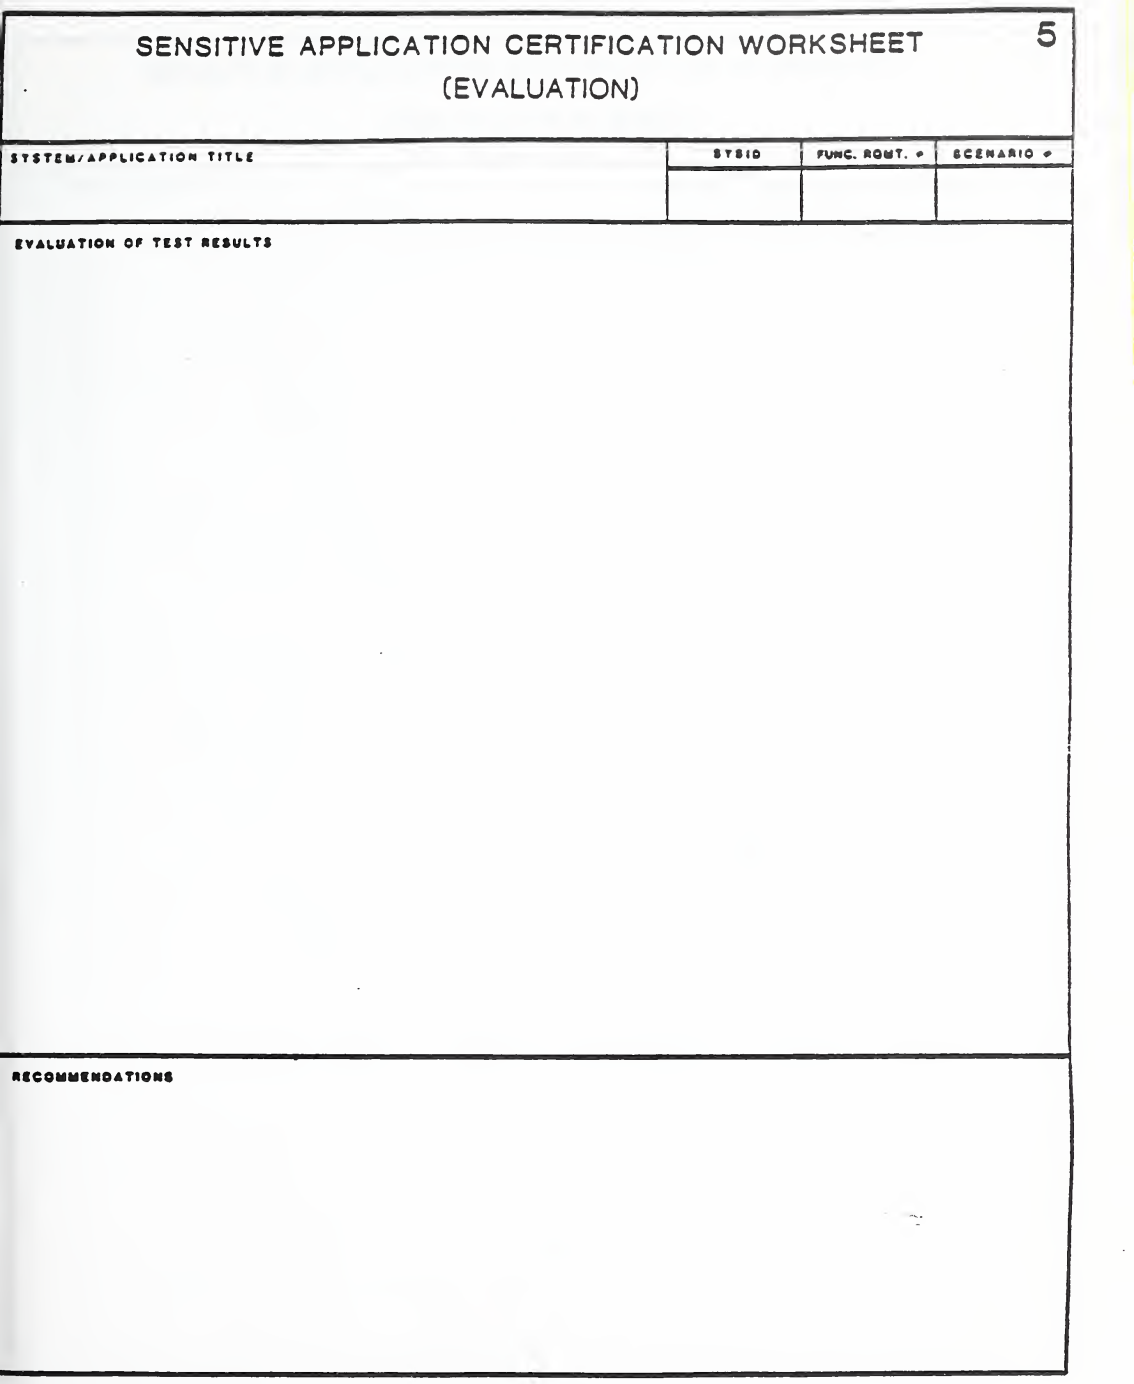 SENSITIVE APPLICATION CERTIFICATION WORKSHEET 5
(EVALUATION)
SYSTEM/APPLICATION TITLE SYSID FUNC. RQMT. # SCENARIO #
EVALUATION OF TEST RESULTS
RECOMMENDATIONS